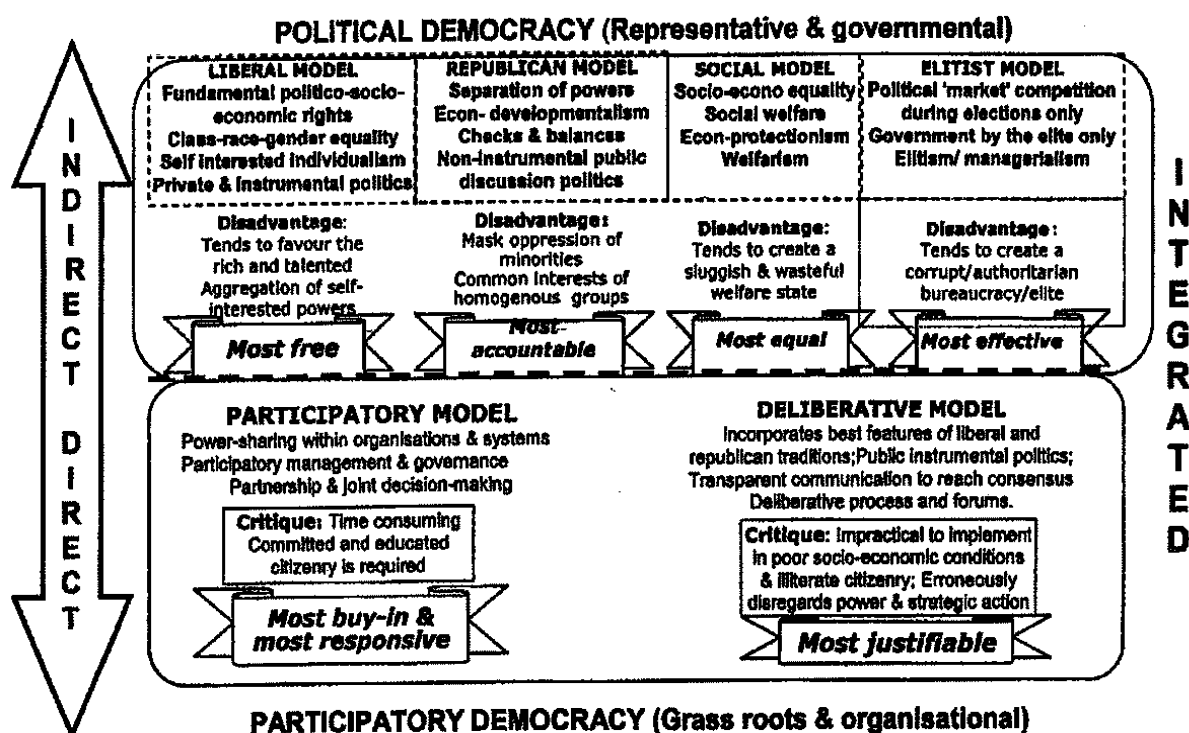 POLITICAL DEMOCRACY (Representative & governmental)
INDIRECT DIRECT
LIBERAL MODEL
Fundamental politico-socio-
economic rights
Class-race-gender equality
Self interested individualism
Private & instrumental politics
Disadvantage:
Tends to favour the
rich and talented
Aggregation of self-
interested powers
Most free
REPUBLICAN MODEL
Separation of powers
Econ- developmentalism
Checks & balances
Non-instrumental public
discussion politics
Disadvantage:
Mask oppression of
minorities
Common interests of
homogenous groups
Most-
accountable
SOCIAL MODEL
Socio-econo equality
Social welfare
Econ-protectionism
Welfarism
Disadvantage:
Tends to create a
sluggish & wasteful
welfare state
Most equal
ELITIST MODEL
Political 'market' competition
during elections only
Government by the elite only
Elitism/ managerialism
Disadvantage:
Tends to create a
corrupt/authoritarian
bureaucracy/elite
Most effective
INTEGRATED
PARTICIPATORY MODEL
Power-sharing within organisations & systems
Participatory management & governance
Partnership & joint decision-making
Critique: Time consuming
Committed and educated
citizenry is required
Most buy-in &
most responsive
DELIBERATIVE MODEL
Incorporates best features of liberal and
republican traditions;Public instrumental politics;
Transparent communication to reach consensus
Deliberative process and forums.
Critique: Impractical to implement
in poor socio-economic conditions
& illiterate citizenry; Erroneously
disregards power & strategic action
Most justifiable
PARTICIPATORY DEMOCRACY (Grass roots & organisational)